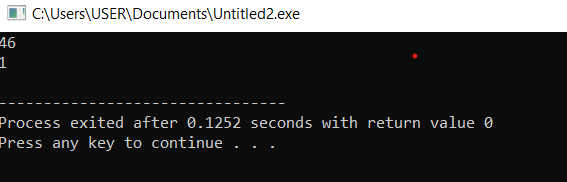 C:\Users\USER\Documents\Untitled2.exe
46
1
--------------------------------
Process exited after 0.1252 seconds with return value 0
Press any key to continue . . .